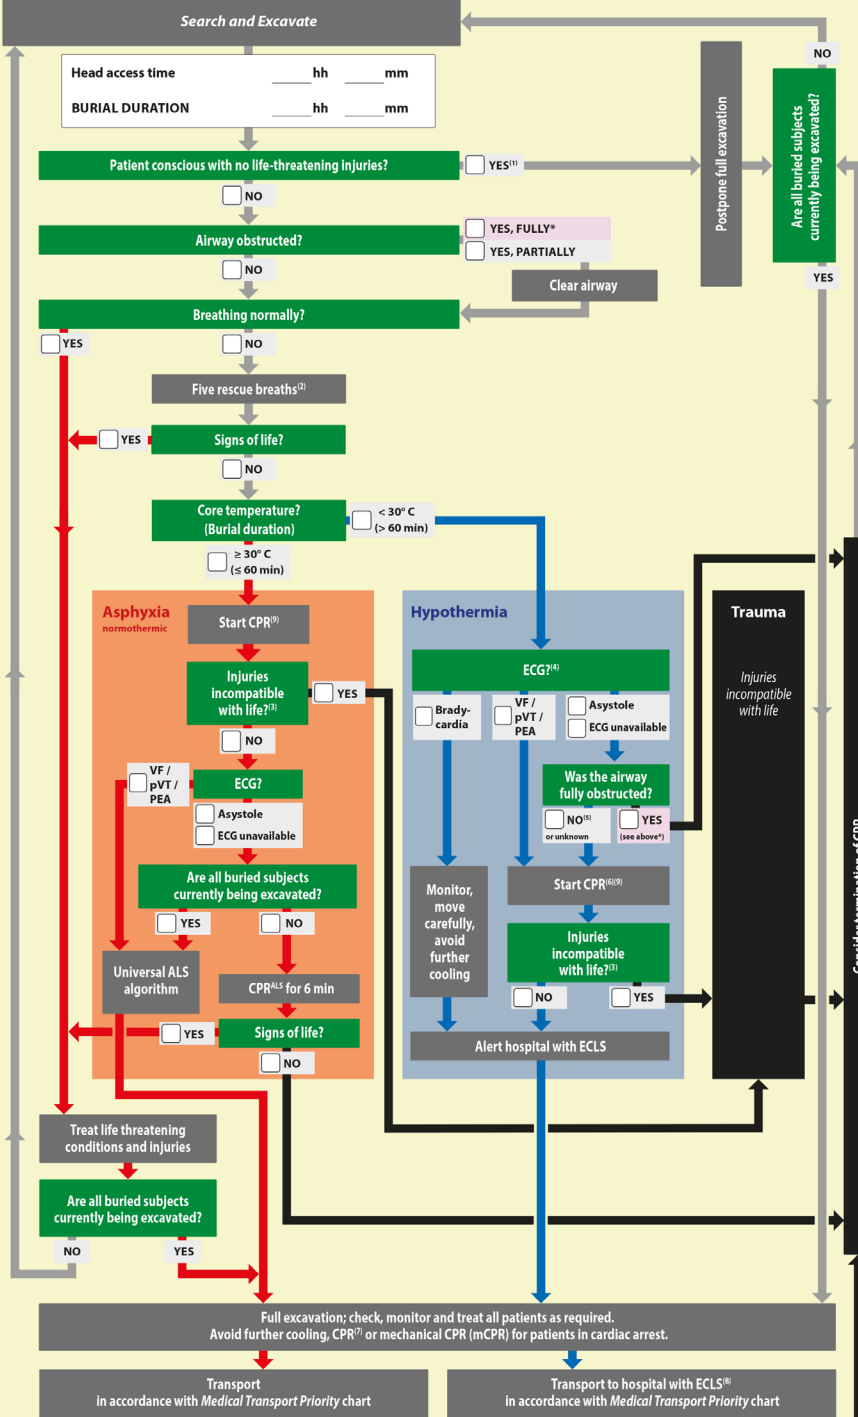 Search and Excavate
Head access time ______hh ______mm
BURIAL DURATION ______hh ______mm
Patient conscious with no life-threatening injuries?
YES(1)
NO
Postpone full excavation
NO
Are all buried subjects
currently being excavated?
YES
Airway obstructed?
YES, FULLY*
YES, PARTIALLY
NO
Clear airway
Breathing normally?
YES
NO
Five rescue breaths(2)
Signs of life?
YES
NO
Core temperature?
(Burial duration)
< 30° C
(> 60 min)
≥ 30° C
(≤ 60 min)
Asphyxia
normothermic
Start CPR(9)
Injuries
incompatible
with life?(3)
YES
NO
ECG?
VF /
pVT /
PEA
Asystole
ECG unavailable
Are all buried subjects
currently being excavated?
YES
NO
Universal ALS
algorithm
CPRALS for 6 min
Signs of life?
YES
NO
Hypothermia
ECG?(4)
Brady-
cardia
VF /
pVT /
PEA
Asystole
ECG unavailable
Was the airway
fully obstructed?
NO(5)
or unknown
YES
(see above*)
Monitor,
move
carefully,
avoid
further
cooling
Start CPR(6)(9)
Injuries
incompatible
with life?(3)
NO
YES
Alert hospital with ECLS
Trauma
Injuries
incompatible
with life
Treat life threatening
conditions and injuries
Are all buried subjects
currently being excavated?
NO
YES
Full excavation; check, monitor and treat all patients as required.
Avoid further cooling, CPR(7) or mechanical CPR (mCPR) for patients in cardiac arrest.
Transport
in accordance with Medical Transport Priority chart
Transport to hospital with ECLS(8)
in accordance with Medical Transport Priority chart